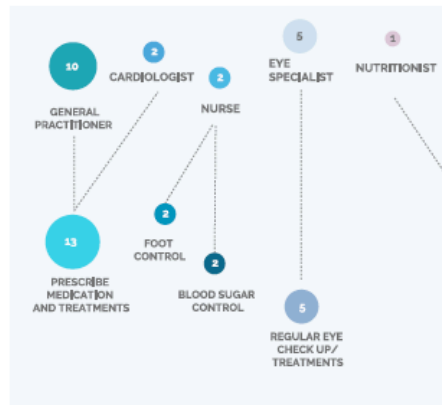 10
GENERAL
PRACTITIONER
2
CARDIOLOGIST
2
NURSE
5
EYE
SPECIALIST
1
NUTRITIONIST
13
PRESCRIBE
MEDICATION
AND TREATMENTS
2
FOOT
CONTROL
2
BLOOD SUGAR
CONTROL
5
REGULAR EYE
CHECK UP/
TREATMENTS